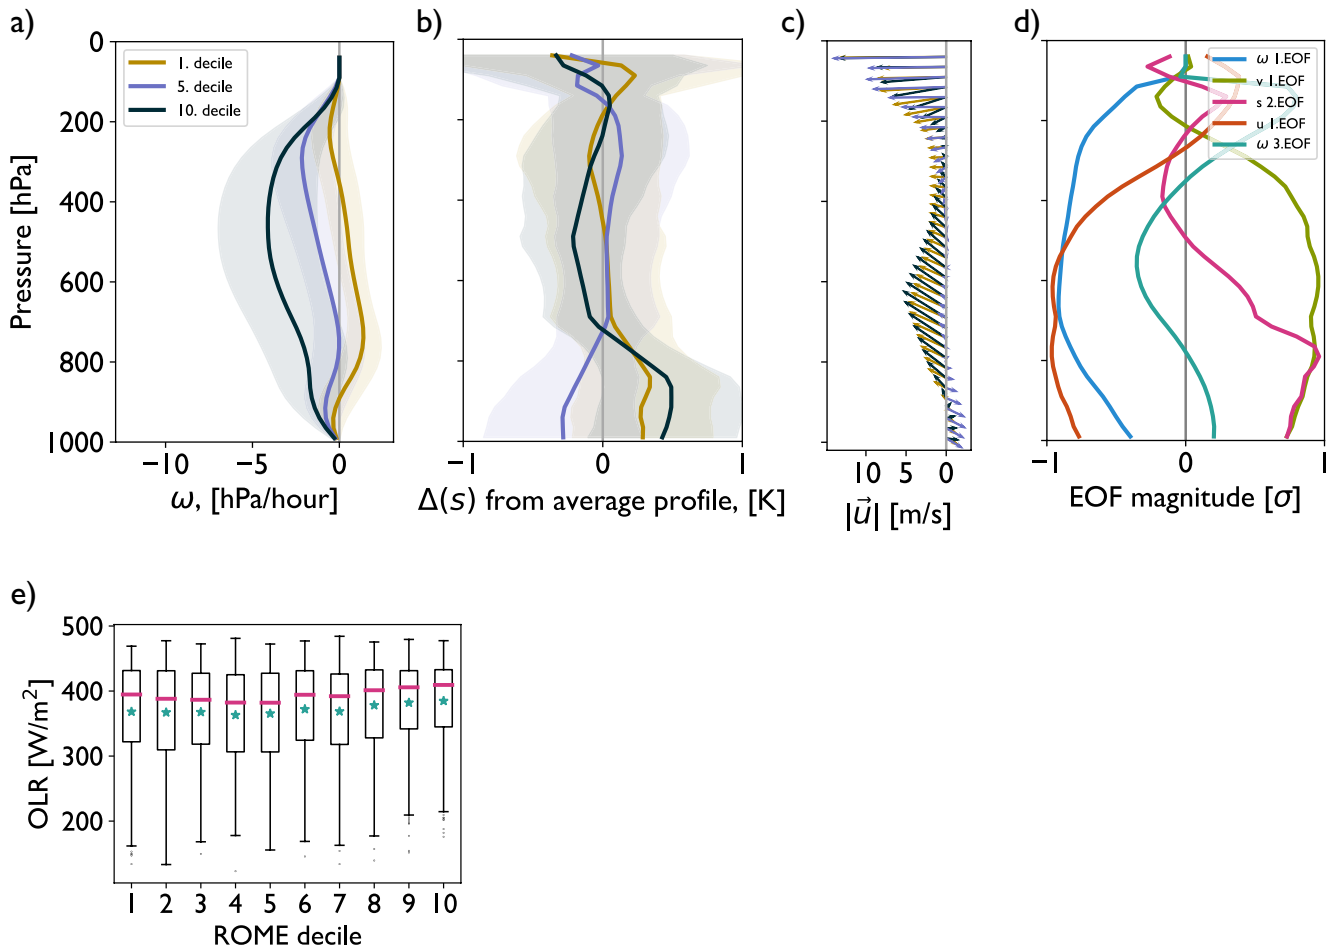 a)
0
200
400
600
800
1000
Pressure [hPa]
1. decile
5. decile
10. decile
−10
−5
0
ω, [hPa/hour]
b)
−1
0
1
Δ(s) from average profile, [K]
c)
10
5
0
|u⃗| [m/s]
d)
ω 1.EOF
v 1.EOF
s 2.EOF
u 1.EOF
ω 3.EOF
−1
0
1
EOF magnitude [σ]
e)
500
400
300
200
OLR [W/m²]
1 2 3 4 5 6 7 8 9 10
ROME decile